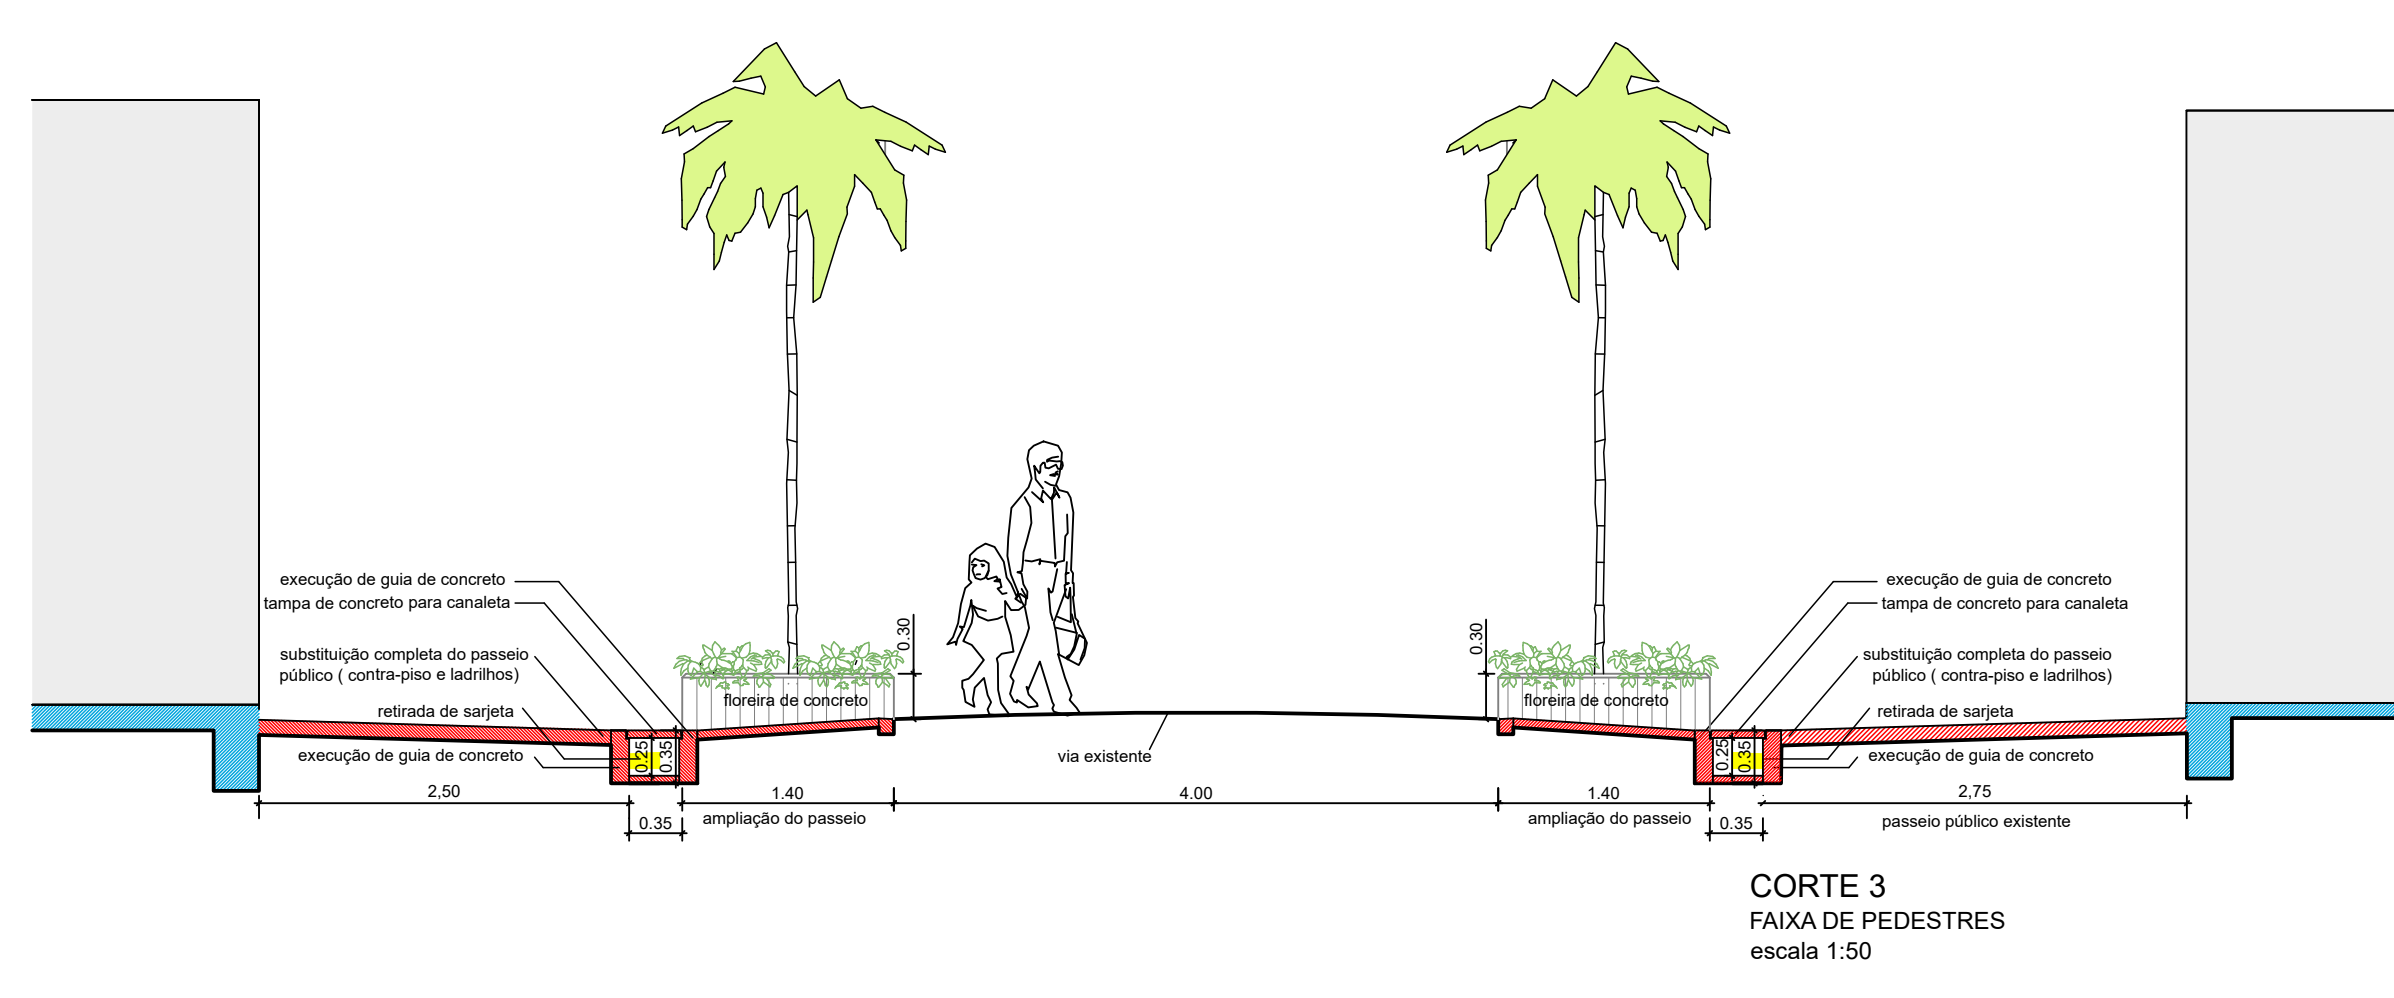 execução de guia de concreto
tampa de concreto para canaleta
substituição completa do passeio
público ( contra-piso e ladrilhos)
retirada de sarjeta
execução de guia de concreto
0.25
0.35
2,50
0.35
floreira de concreto
0.30
1.40
ampliação do passeio
via existente
4.00
0.30
floreira de concreto
1.40
ampliação do passeio
execução de guia de concreto
tampa de concreto para canaleta
substituição completa do passeio
público ( contra-piso e ladrilhos)
retirada de sarjeta
execução de guia de concreto
0.25
0.35
0.35
2,75
passeio público existente
CORTE 3
FAIXA DE PEDESTRES
escala 1:50